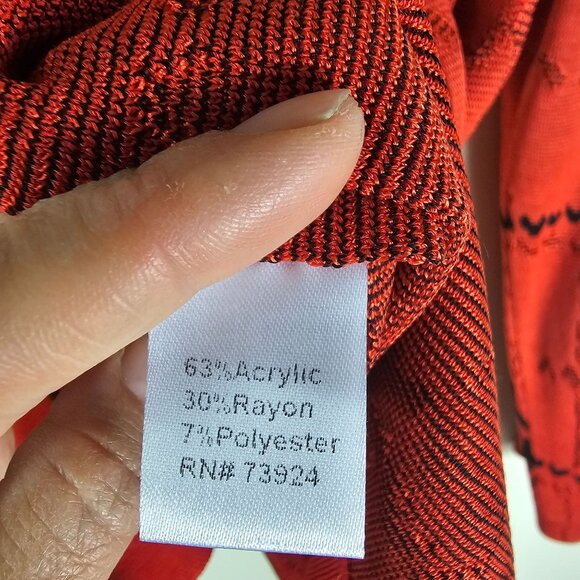 63%Acrylic
30%Rayon
7%Polyester
RN# 73924